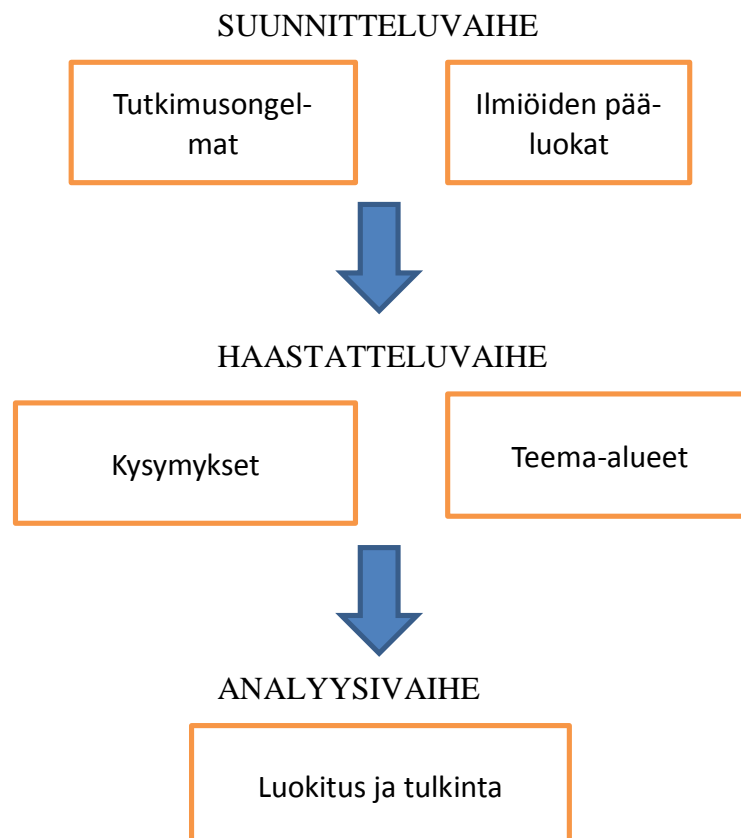 SUUNNITTELUVAIHE
Tutkimusongel-
mat
Ilmiöiden pää-
luokat
HAASTATTELUVAIHE
Kysymykset
Teema-alueet
ANALYYSIVAIHE
Luokitus ja tulkinta